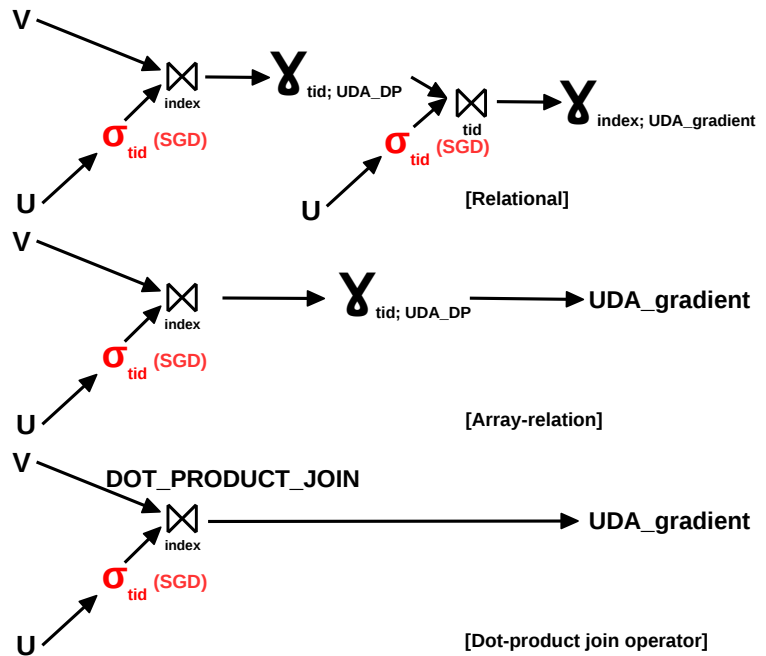 V
⋈
index
ɣ tid; UDA_DP
σ tid (SGD)
U
⋈
tid
ɣ index; UDA_gradient
σ tid (SGD)
U
[Relational]
V
⋈
index
ɣ tid; UDA_DP
UDA_gradient
σ tid (SGD)
U
[Array-relation]
V
DOT_PRODUCT_JOIN
⋈
index
UDA_gradient
σ tid (SGD)
U
[Dot-product join operator]